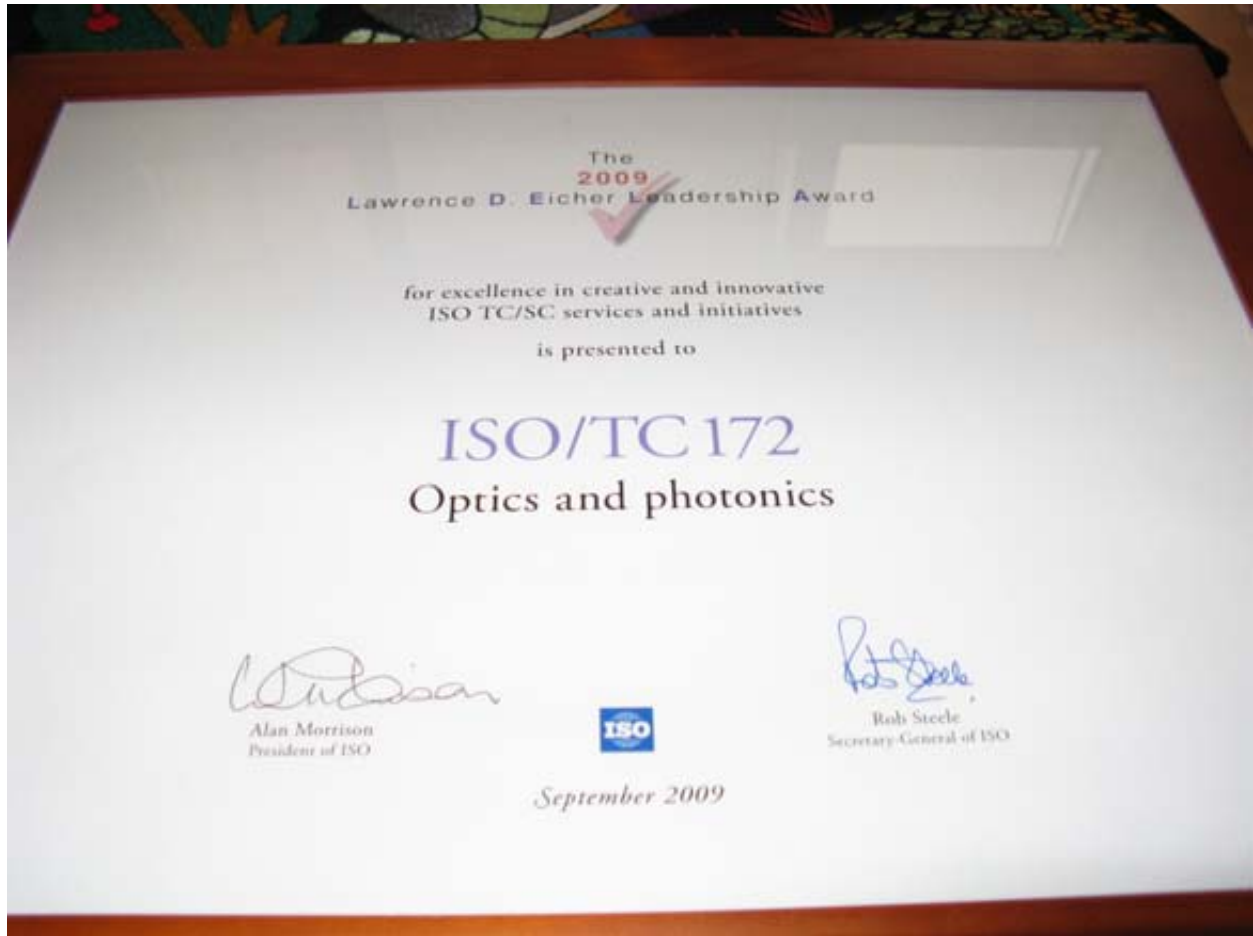 The
2009
Lawrence D. Eicher Leadership Award
for excellence in creative and innovative
ISO TC/SC services and initiatives
is presented to
ISO/TC 172
Optics and photonics
Rob Steele
Alan Morrison
President of ISO
ISO
Rob Steele
Secretary-General of ISO
September 2009